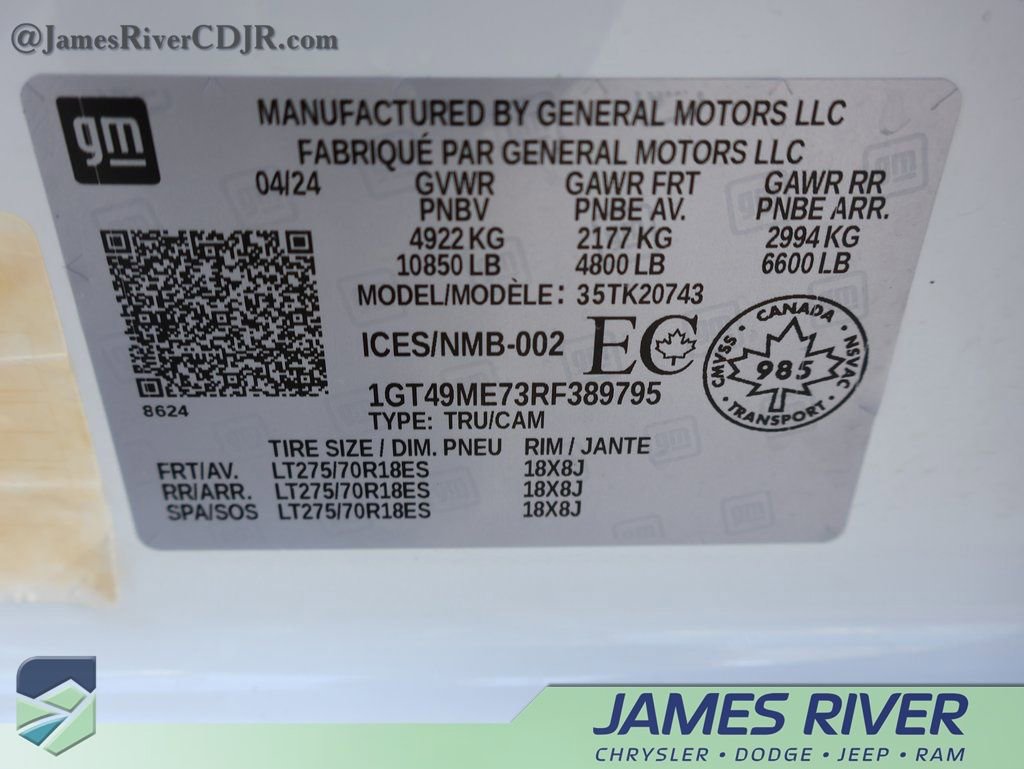 @JamesRiverCDJR.com
gm
MANUFACTURED BY GENERAL MOTORS LLC
FABRIQUÉ PAR GENERAL MOTORS LLC
04/24 GVWR GAWR FRT GAWR RR
PNBV PNBE AV. PNBE ARR.
4922 KG 2177 KG 2994 KG
10850 LB 4800 LB 6600 LB
MODEL/MODÈLE: 35TK20743
ICES/NMB-002 EC
CANADA
CMVSS 985 NSVAC
TRANSPORT
8624
1GT49ME73RF389795
TYPE: TRU/CAM
TIRE SIZE / DIM. PNEU RIM / JANTE
FRT/AV. LT275/70R18ES 18X8J
RR/ARR. LT275/70R18ES 18X8J
SPA/SOS LT275/70R18ES 18X8J
JAMES RIVER
CHRYSLER • DODGE • JEEP • RAM